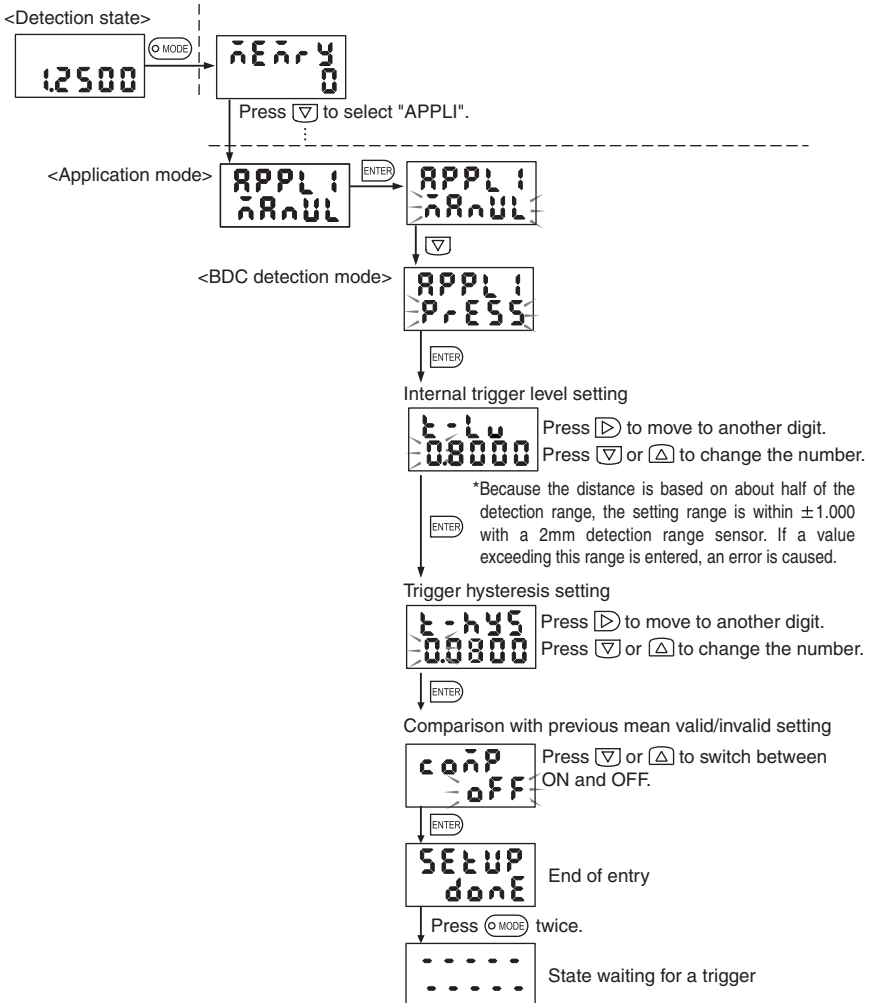 <Detection state>
1.2500
MODE
mEmrY
0
Press to select "APPLI".
<Application mode>
APPLI
mAnUL
ENTER
APPLI
mAnUL
<BDC detection mode>
APPLI
PrESS
ENTER
Internal trigger level setting
t-Lu
0.8000
Press to move to another digit.
Press or to change the number.
*Because the distance is based on about half of the
detection range, the setting range is within ±1.000
with a 2mm detection range sensor. If a value
exceeding this range is entered, an error is caused.
ENTER
Trigger hysteresis setting
t-hYS
0.0800
Press to move to another digit.
Press or to change the number.
ENTER
Comparison with previous mean valid/invalid setting
comP
oFF
Press or to switch between
ON and OFF.
ENTER
SEtUP
donE
End of entry
Press MODE twice.
- - - - -
- - - - -
State waiting for a trigger